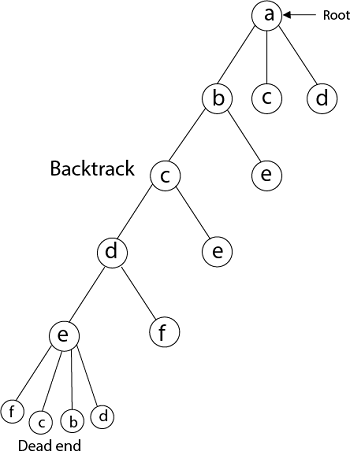 a Root
b c d
Backtrack c e
d e
e f
f c b d
Dead end